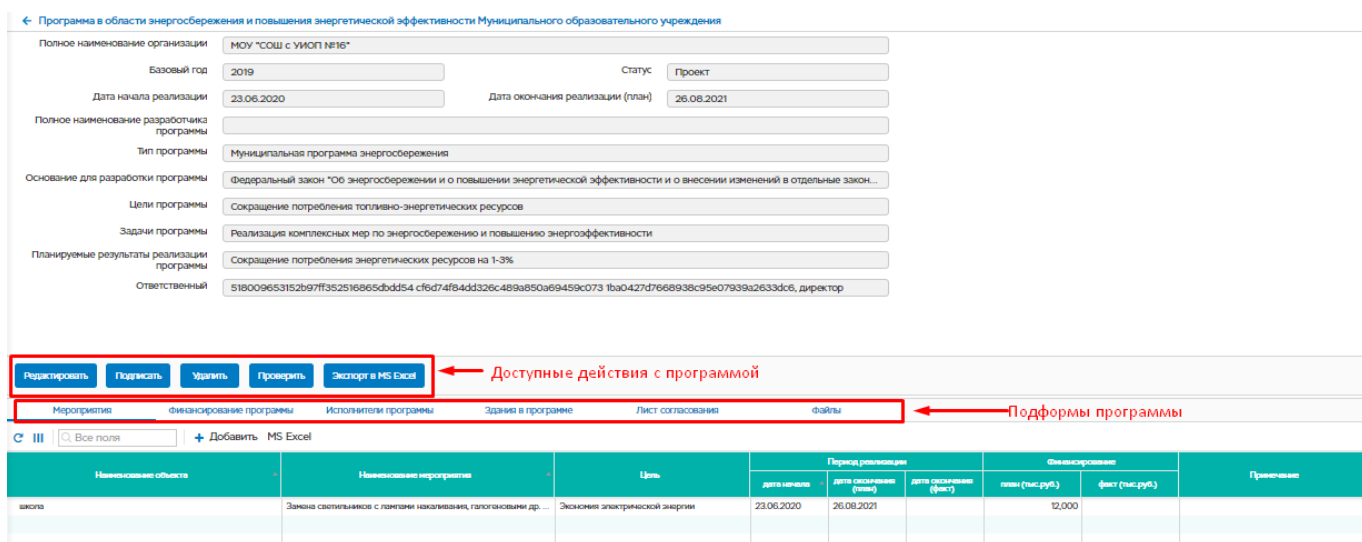 ← Программа в области энергосбережения и повышения энергетической эффективности Муниципального образовательного учреждения
Полное наименование организации МОУ "СОШ с УИОП №16"
Базовый год 2019 Статус Проект
Дата начала реализации 23.06.2020 Дата окончания реализации (план) 26.08.2021
Полное наименование разработчика
программы
Тип программы Муниципальная программа энергосбережения
Основание для разработки программы Федеральный закон "Об энергосбережении и о повышении энергетической эффективности и о внесении изменений в отдельные закон...
Цели программы Сокращение потребления топливно-энергетических ресурсов
Задачи программы Реализация комплексных мер по энергосбережению и повышению энергоэффективности
Планируемые результаты реализации
программы Сокращение потребления энергетических ресурсов на 1-3%
Ответственный 518009653152b97ff352516865dbdd54 cf6d74f84dd326c489a850a69459c073 1ba0427d7668938c95e07939a2633dc6, директор
Редактировать Подписать Удалить Проверить Экспорт в MS Excel Доступные действия с программой
Мероприятия Финансирование программы Исполнители программы Здания в программе Лист согласования Файлы Подформы программы
Все поля + Добавить MS Excel
Наименование объекта Наименование мероприятия Цель Период реализации Финансирование Примечание
дата начала дата окончания (план) дата окончания (факт) план (тыс.руб.) факт (тыс.руб.)
школа Замена светильников с лампами накаливания, галогеновыми др. ... Экономия электрической энергии 23.06.2020 26.08.2021 12,000